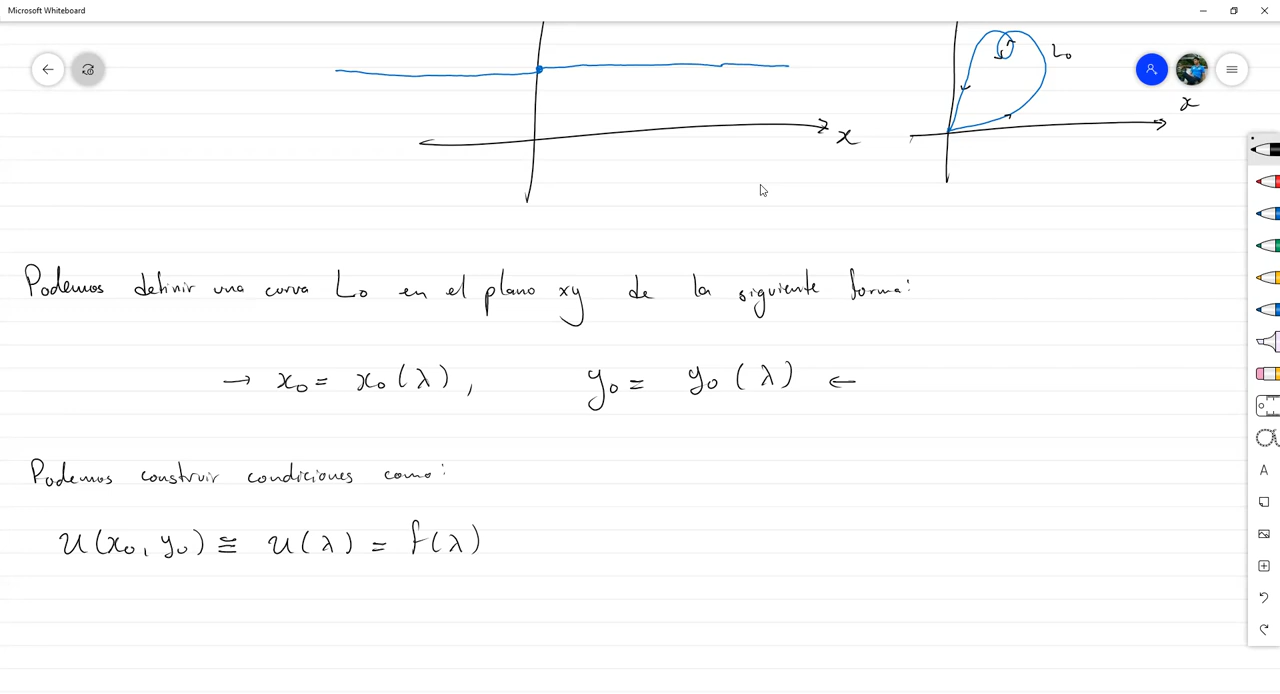 Microsoft Whiteboard
L₀
x
x
Podemos definir una curva L₀ en el plano xy de la siguiente forma:
→ x₀ = x₀(λ), y₀ = y₀(λ) ←
Podemos construir condiciones como:
u(x₀, y₀) ≅ u(λ) = f(λ)
A